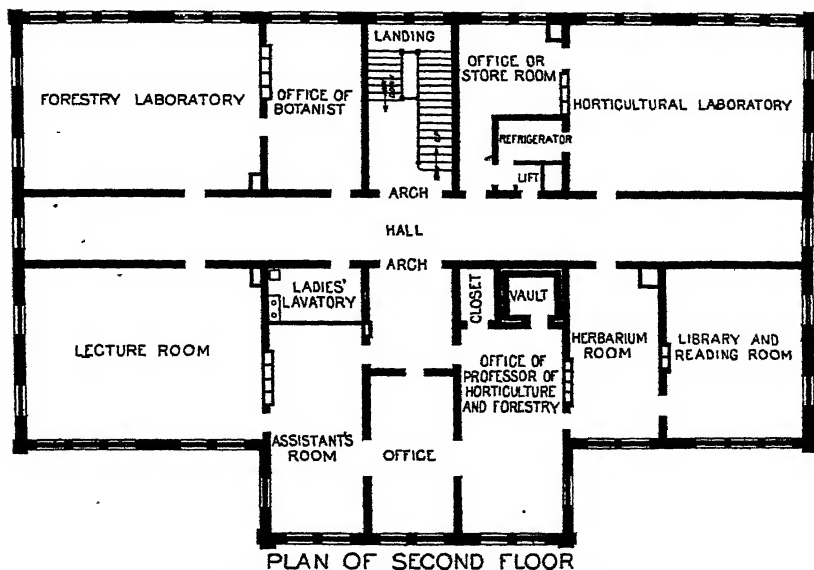 LANDING
FORESTRY LABORATORY
OFFICE OF
BOTANIST
OFFICE OR
STORE ROOM
HORTICULTURAL LABORATORY
REFRIGERATOR
LIFT
UP
ARCH
HALL
ARCH
LADIES'
LAVATORY
CLOSET
VAULT
LECTURE ROOM
HERBARIUM
ROOM
LIBRARY AND
READING ROOM
OFFICE OF
PROFESSOR OF
HORTICULTURE
AND FORESTRY
ASSISTANT'S
ROOM
OFFICE
PLAN OF SECOND FLOOR